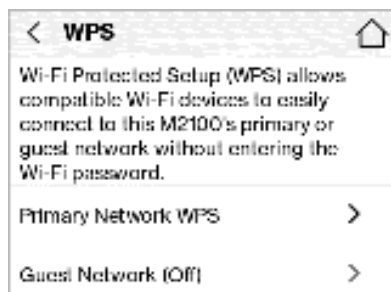 WPS
Wi-Fi Protected Setup (WPS) allows
compatible Wi-Fi devices to easily
connect to this M2100's primary or
guest network without entering the
Wi-Fi password.
Primary Network WPS
Guest Network (Off)